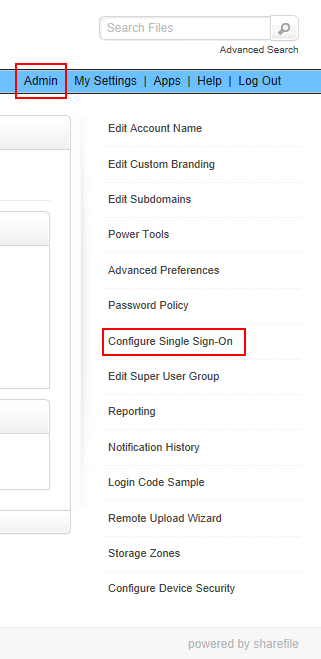 Search Files
Advanced Search
Admin My Settings | Apps | Help | Log Out
Edit Account Name
Edit Custom Branding
Edit Subdomains
Power Tools
Advanced Preferences
Password Policy
Configure Single Sign-On
Edit Super User Group
Reporting
Notification History
Login Code Sample
Remote Upload Wizard
Storage Zones
Configure Device Security
powered by sharefile